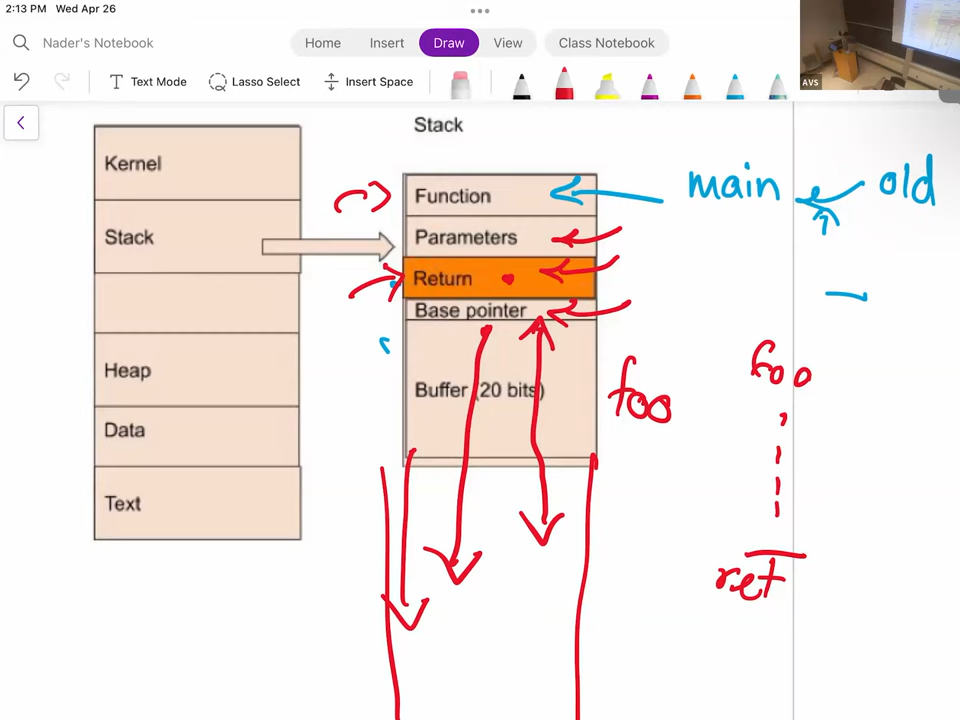 2:13 PM Wed Apr 26
Nader's Notebook
Home Insert Draw View Class Notebook
Text Mode Lasso Select Insert Space
AVS
Stack
Kernel
Stack
Heap
Data
Text
Function
Parameters
Return
Base pointer
Buffer (20 bits)
main old
foo
foo
ret